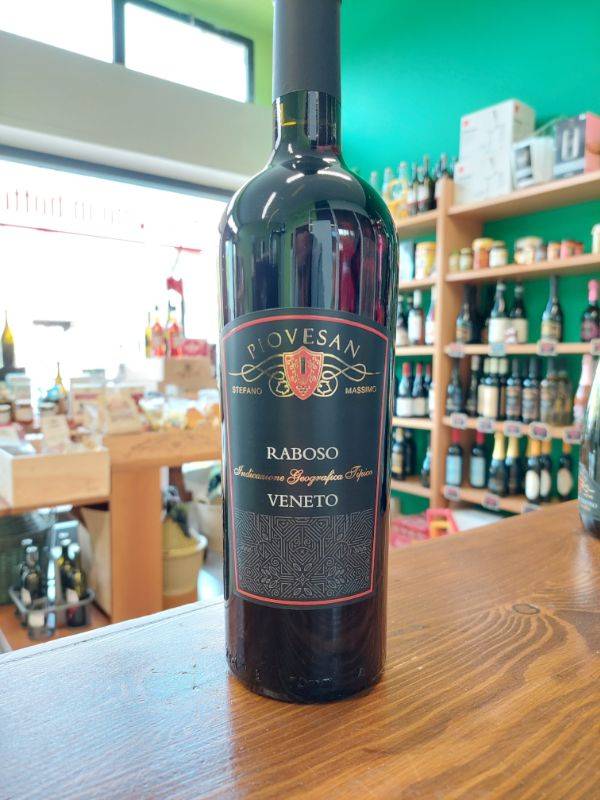 PIOVESAN
STEFANO MASSIMO
RABOSO
Indicazione Geografica Tipica
VENETO